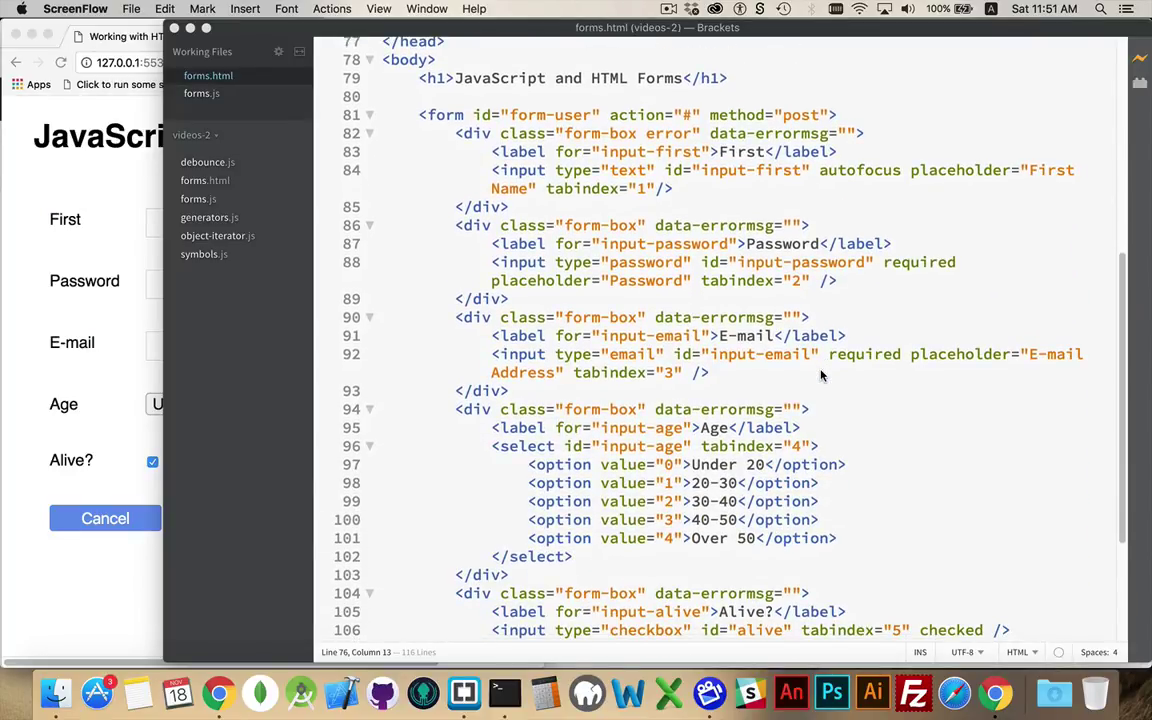 ScreenFlow File Edit Mark Insert Font Actions View Window Help 100% Sat 11:51 AM
Working with HT
127.0.0.1:553
Apps Click to run some s
JavaScri
First
Password
E-mail
Age
U
Alive?
Cancel
forms.html (videos-2) — Brackets
Working Files
forms.html
forms.js
videos-2
debounce.js
forms.html
forms.js
generators.js
object-iterator.js
symbols.js
77 </head>
78 <body>
79 <h1>JavaScript and HTML Forms</h1>
80
81 <form id="form-user" action="#" method="post">
82 <div class="form-box error" data-errormsg="">
83 <label for="input-first">First</label>
84 <input type="text" id="input-first" autofocus placeholder="First
Name" tabindex="1"/>
85 </div>
86 <div class="form-box" data-errormsg="">
87 <label for="input-password">Password</label>
88 <input type="password" id="input-password" required
placeholder="Password" tabindex="2" />
89 </div>
90 <div class="form-box" data-errormsg="">
91 <label for="input-email">E-mail</label>
92 <input type="email" id="input-email" required placeholder="E-mail
Address" tabindex="3" />
93 </div>
94 <div class="form-box" data-errormsg="">
95 <label for="input-age">Age</label>
96 <select id="input-age" tabindex="4">
97 <option value="0">Under 20</option>
98 <option value="1">20-30</option>
99 <option value="2">30-40</option>
100 <option value="3">40-50</option>
101 <option value="4">Over 50</option>
102 </select>
103 </div>
104 <div class="form-box" data-errormsg="">
105 <label for="input-alive">Alive?</label>
106 <input type="checkbox" id="alive" tabindex="5" checked />
Line 76, Column 13 — 116 Lines
INS UTF-8 HTML Spaces: 4
3
NOV
18
W
X
S
An
Ps
Ai
Fz